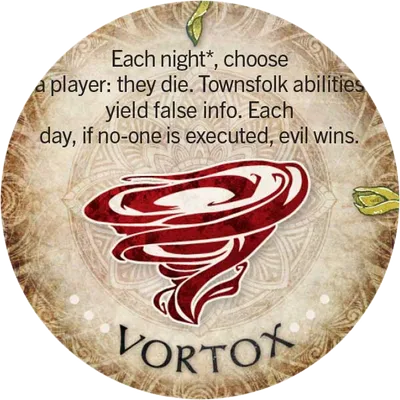 Each night*, choose
a player: they die. Townsfolk abilities
yield false info. Each
day, if no-one is executed, evil wins.
VORTOX